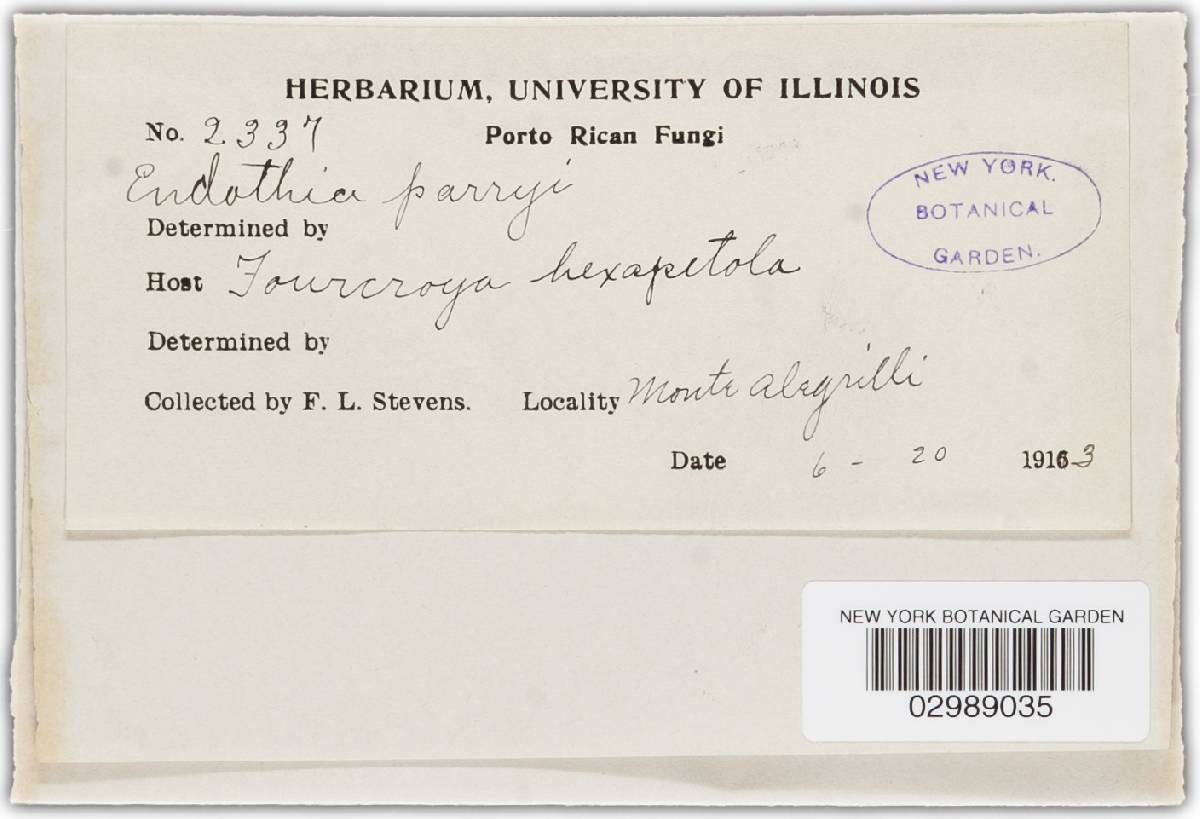 HERBARIUM, UNIVERSITY OF ILLINOIS
No. 2337 Porto Rican Fungi
Endothia parryi
Determined by
Host Fourcroya hexapetola
Determined by
Collected by F. L. Stevens. Locality Monte alegrilli
Date 6 - 20 1916 3
NEW YORK.
BOTANICAL
GARDEN.
NEW YORK BOTANICAL GARDEN
02989035